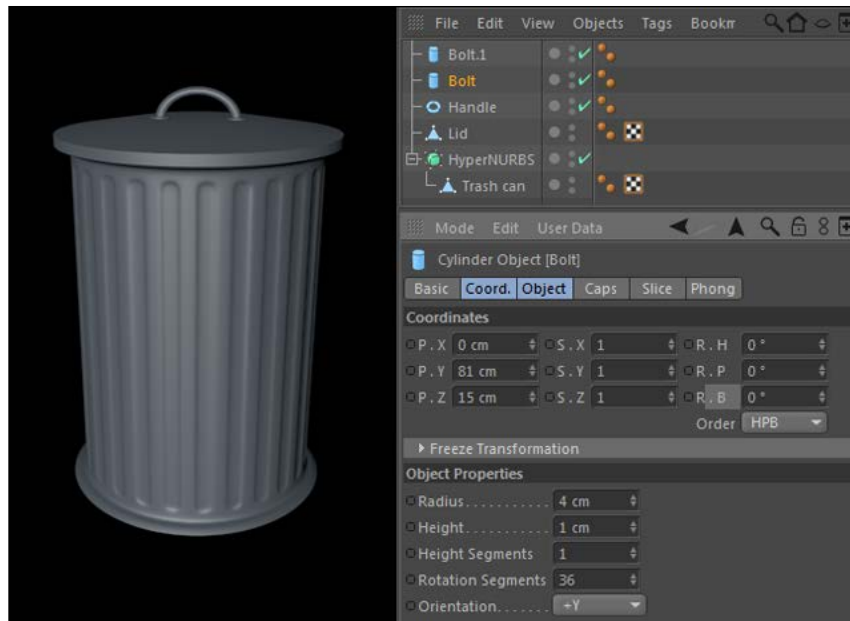 File Edit View Objects Tags Bookm
Bolt.1
Bolt
Handle
Lid
HyperNURBS
Trash can
Mode Edit User Data
Cylinder Object [Bolt]
Basic Coord. Object Caps Slice Phong
Coordinates
P . X 0 cm S . X 1 R . H 0 °
P . Y 81 cm S . Y 1 R . P 0 °
P . Z 15 cm S . Z 1 R . B 0 °
Order HPB
Freeze Transformation
Object Properties
Radius........... 4 cm
Height........... 1 cm
Height Segments 1
Rotation Segments 36
Orientation....... +Y